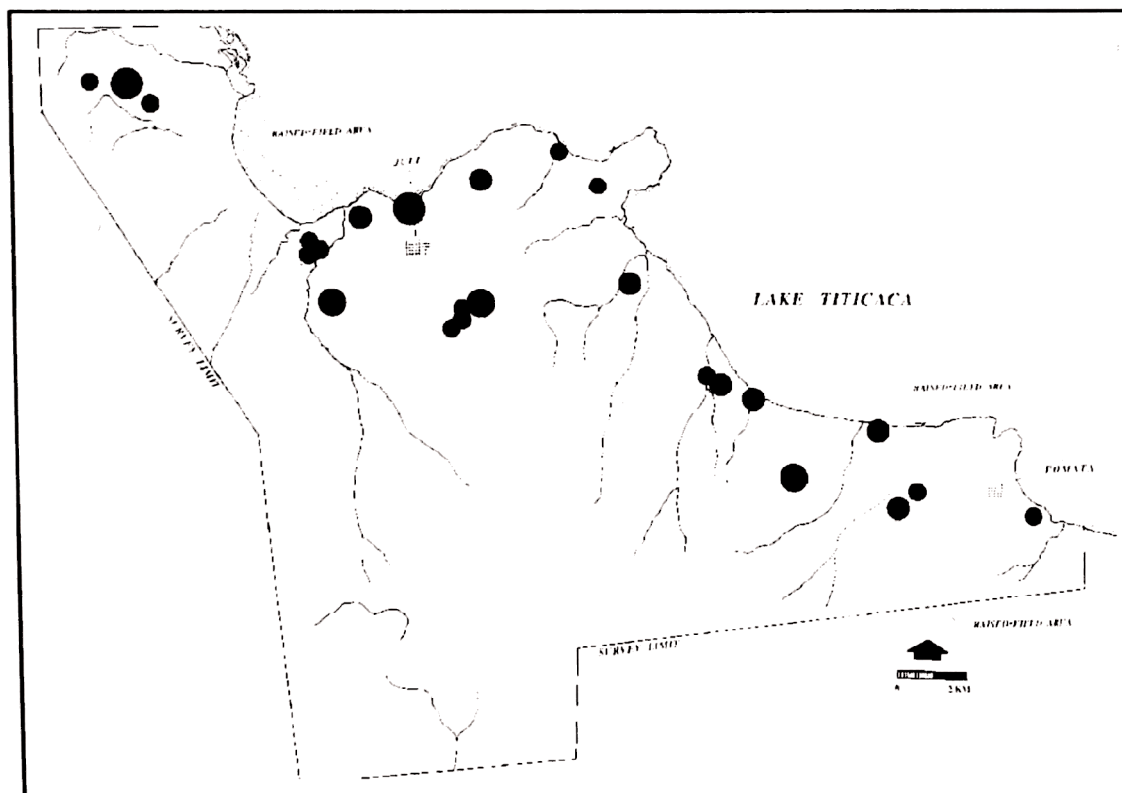 RAISED-FIELD AREA
JULI
LAKE TITICACA
SURVEY LIMIT
RAISED-FIELD AREA
POMATA
RAISED-FIELD AREA
SURVEY LIMIT
0 2 KM